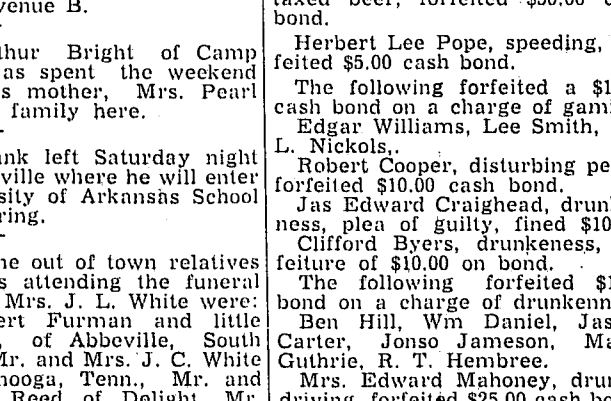 venue B.
thur Bright of Camp
as spent the weekend
s mother, Mrs. Pearl
family here.
ank left Saturday night
ville where he will enter
sity of Arkansas School
ring.
he out of town relatives
s attending the funeral
Mrs. J. L. White were:
ert Furman and little
, of Abbeville, South
Mr. and Mrs. J. C. White
nooga, Tenn., Mr. and
Reed of Delight, Mr.
taxed beer, forfeited $50.00
bond.
Herbert Lee Pope, speeding,
feited $5.00 cash bond.
The following forfeited a $1
cash bond on a charge of gami
Edgar Williams, Lee Smith,
L. Nickols,.
Robert Cooper, disturbing pe
forfeited $10.00 cash bond.
Jas Edward Craighead, drun
ness, plea of guilty, fined $10
Clifford Byers, drunkeness,
feiture of $10.00 on bond.
The following forfeited $1
bond on a charge of drunkenn
Ben Hill, Wm Daniel, Jas
Carter, Jonso Jameson, Ma
Guthrie, R. T. Hembree.
Mrs. Edward Mahoney, drun
driving, forfeited $25.00 cash bo